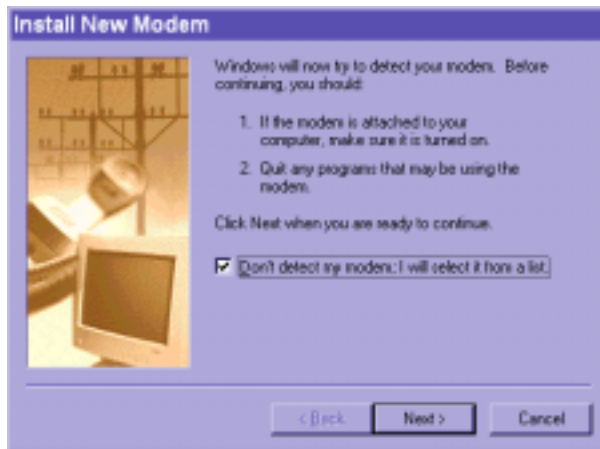 Install New Modem
Windows will now try to detect your modem. Before
continuing, you should:
1. If the modem is attached to your
computer, make sure it is turned on.
2. Quit any programs that may be using the
modem.
Click Next when you are ready to continue.
Don't detect my modem; I will select it from a list.
< Back
Next >
Cancel